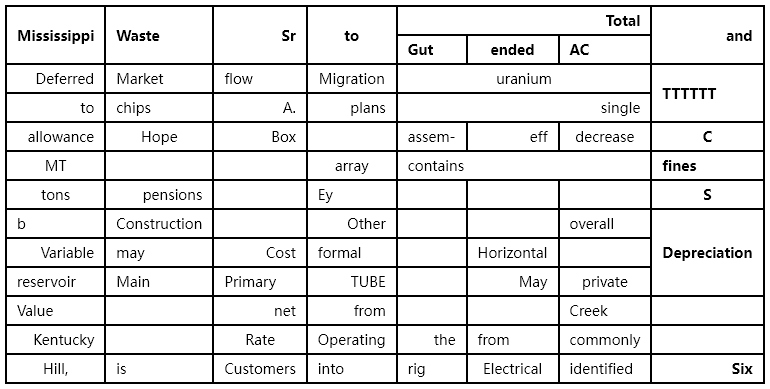 Mississippi Waste Sr to Total and
Gut ended AC
Deferred Market flow Migration uranium TTTTTT
to chips A. plans single
allowance Hope Box assem- eff decrease C
MT array contains fines
tons pensions Ey S
b Construction Other overall Depreciation
Variable may Cost formal Horizontal
reservoir Main Primary TUBE May private
Value net from Creek
Kentucky Rate Operating the from commonly
Hill, is Customers into rig Electrical identified Six